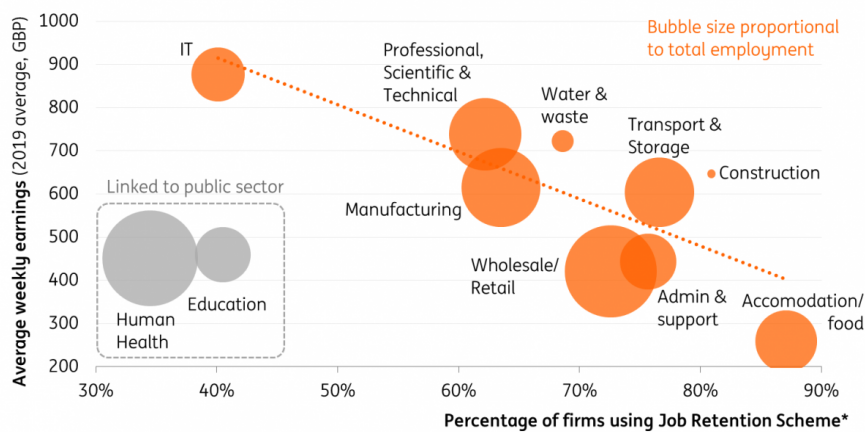 Average weekly earnings (2019 average, GBP)
1000
900
800
700
600
500
400
300
200
Bubble size proportional
to total employment
IT
Professional,
Scientific &
Technical
Water &
waste
Transport &
Storage
Construction
Linked to public sector
Manufacturing
Wholesale/
Retail
Admin &
support
Accomodation/
food
Education
Human
Health
30%
40%
50%
60%
70%
80%
90%
Percentage of firms using Job Retention Scheme*